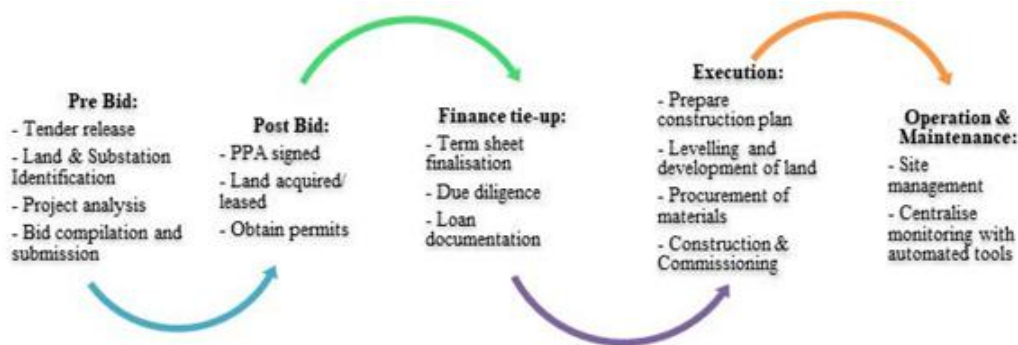 Pre Bid:
- Tender release
- Land & Substation
Identification
- Project analysis
- Bid compilation and
submission
Post Bid:
- PPA signed
- Land acquired/
leased
- Obtain permits
Finance tie-up:
- Term sheet
finalisation
- Due diligence
- Loan
documentation
Execution:
- Prepare
construction plan
- Levelling and
development of land
- Procurement of
materials
- Construction &
Commissioning
Operation &
Maintenance:
- Site
management
- Centralise
monitoring with
automated tools